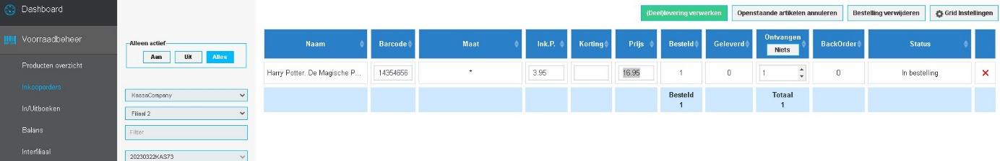 Dashboard
Voorraadbeheer
Producten overzicht
Inkooporders
In/Uitboeken
Balans
Interfiliaal
Alleen actief
Aan Uit Alles
KassaCompany
Filiaal 2
Filter
20230322KAS73
(Deel)levering verwerken Openstaande artikelen annuleren Bestelling verwijderen Grid Instellingen
Naam Barcode Maat Ink.P. Korting Prijs Besteld Geleverd Ontvangen BackOrder Status
Niets
Harry Potter. De Magische P... 14354656 * 3.95 16.95 1 0 1 0 In bestelling
Besteld Totaal
1 1